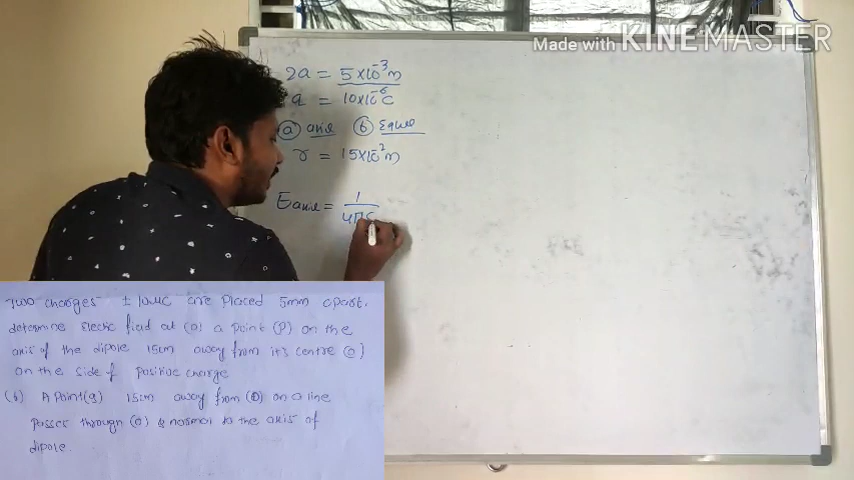 Made with KINEMASTER
2a = 5×10⁻³m
q = 10×10⁻⁶C
(a) axis (b) Equa
r = 15×10⁻²m
E axis = 1
4π
Two charges ± 10μC are Placed 5mm apart.
determine Electric field at (a) a Point (P) on the
axis of the dipole 15cm away from it's centre (O)
on the side of positive charge
(b) A Point(q) 15cm away from (O) on a line
passes through (O) & normal to the axis of
dipole.